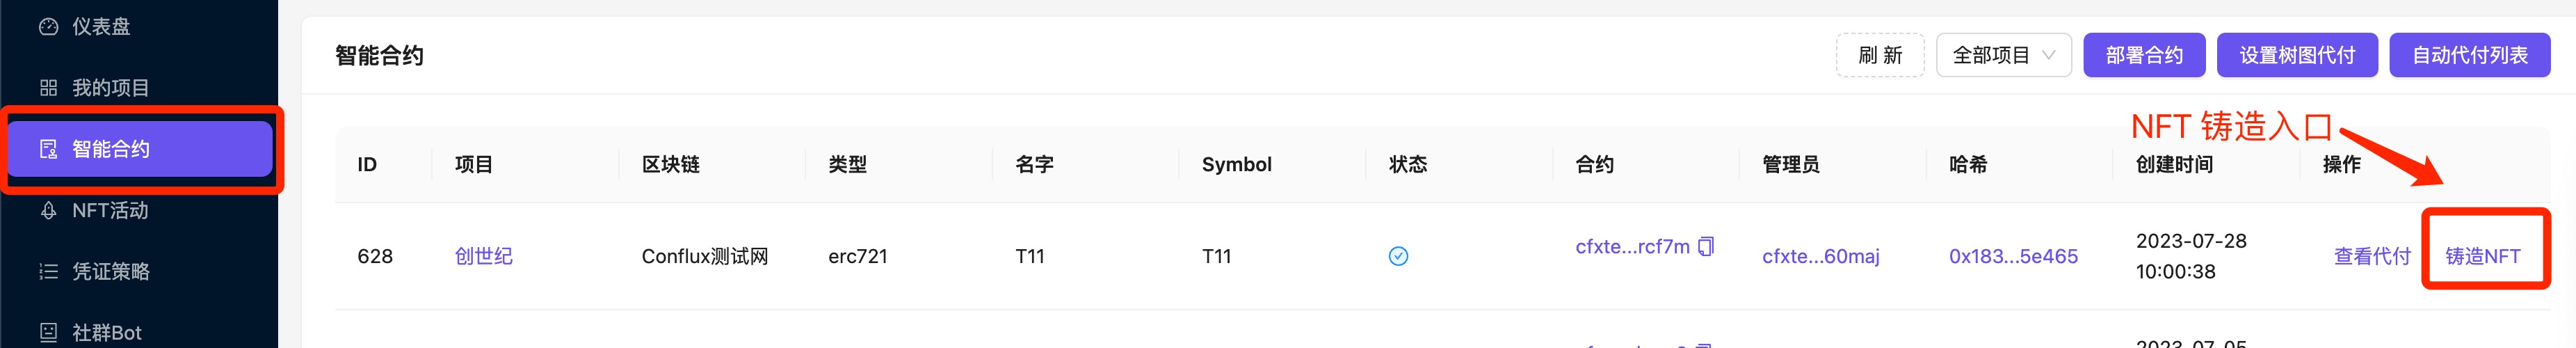 仪表盘
我的项目
智能合约
NFT活动
凭证策略
社群Bot
智能合约
刷 新
全部项目
部署合约
设置树图代付
自动代付列表
NFT 铸造入口
ID 项目 区块链 类型 名字 Symbol 状态 合约 管理员 哈希 创建时间 操作
628 创世纪 Conflux测试网 erc721 T11 T11 cfxte...rcf7m cfxte...60maj 0x183...5e465 2023-07-28 10:00:38 查看代付 铸造NFT
2023-07-05